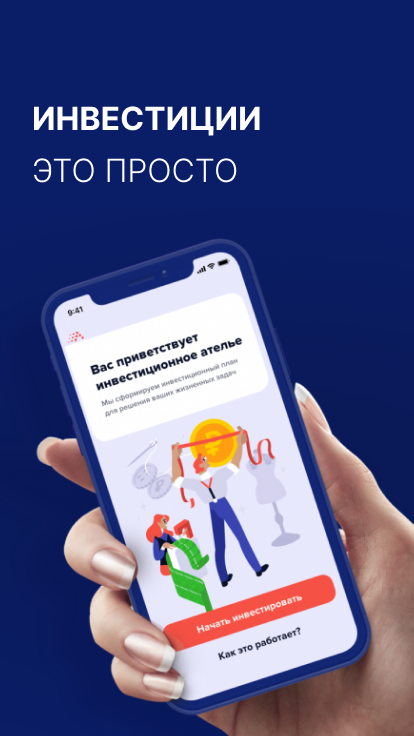 ИНВЕСТИЦИИ
ЭТО ПРОСТО
9:41
Вас приветствует
инвестиционное ателье
Мы сформируем инвестиционный план
для решения ваших жизненных задач
Начать инвестировать
Как это работает?